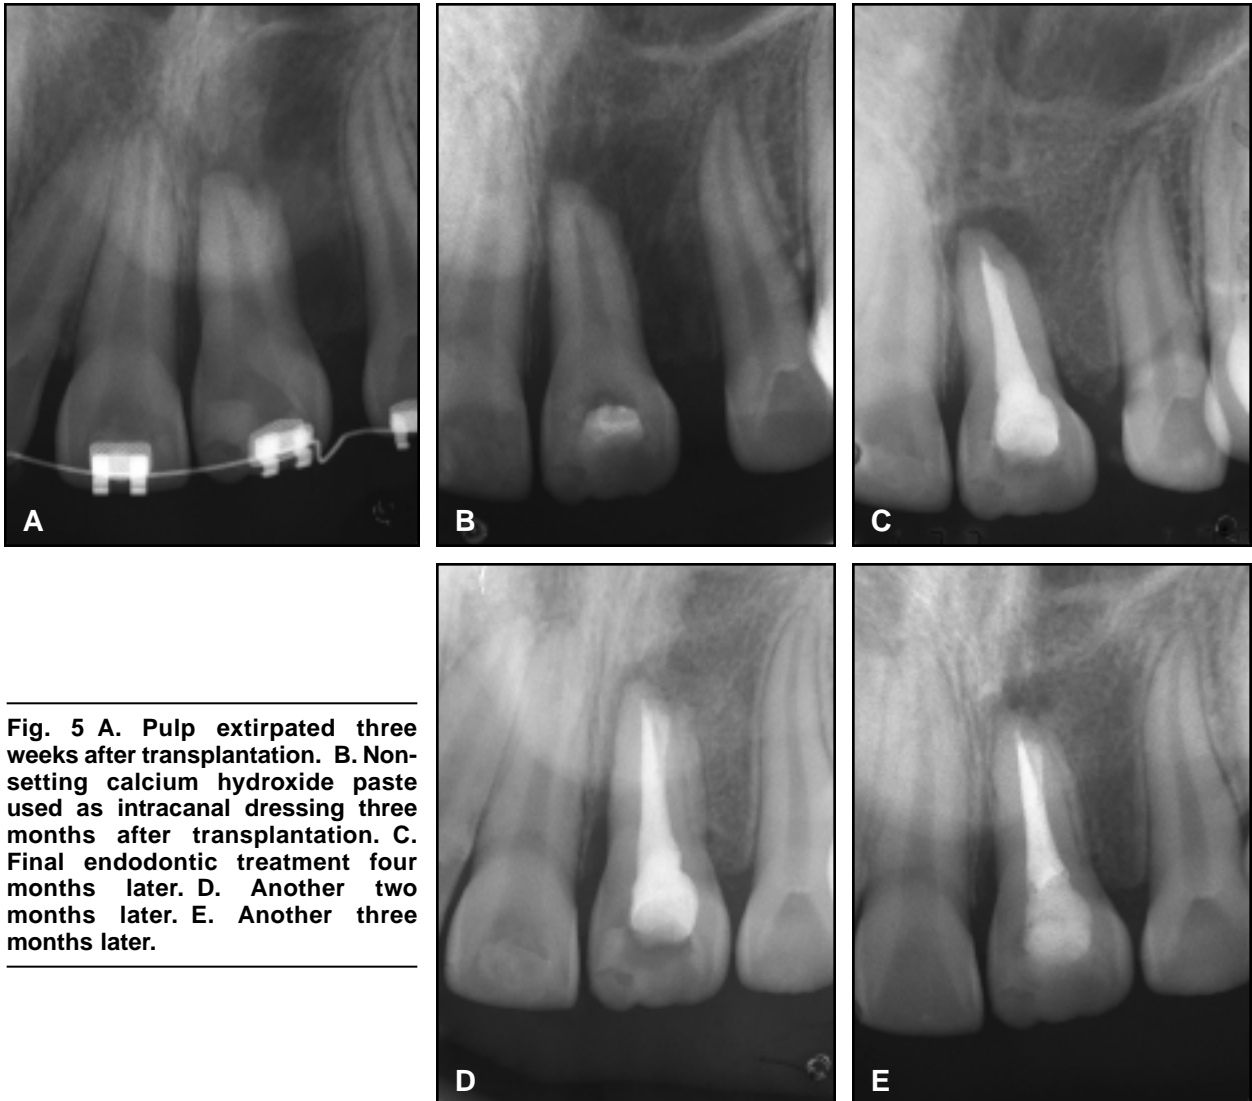 A
B
C
Fig. 5 A. Pulp extirpated three
weeks after transplantation. B. Non-
setting calcium hydroxide paste
used as intracanal dressing three
months after transplantation. C.
Final endodontic treatment four
months later. D. Another two
months later. E. Another three
months later.
D
E